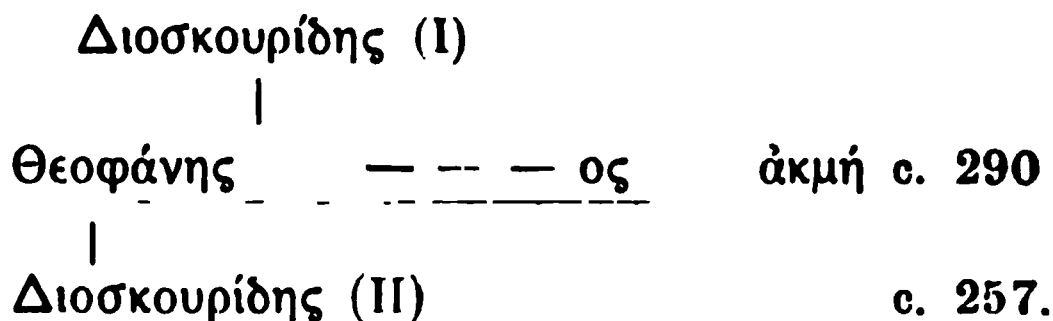 Διοσκουρίδης (I)
Θεοφάνης — — — ος ἀκμή c. 290
Διοσκουρίδης (II) c. 257.